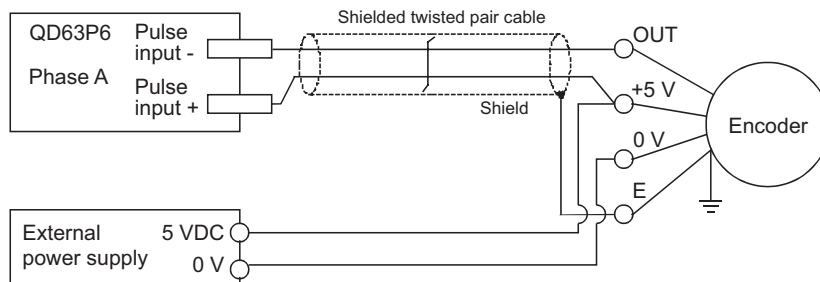 Shielded twisted pair cable
QD63P6
Pulse
input -
Phase A
Pulse
input +
Shield
OUT
+5 V
0 V
E
Encoder
External
power supply
5 VDC
0 V